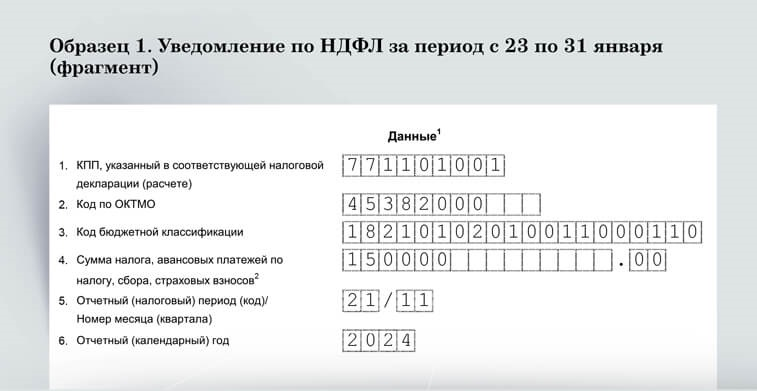 Образец 1. Уведомление по НДФЛ за период с 23 по 31 января
(фрагмент)
Данные1
1. КПП, указанный в соответствующей налоговой 771101001
декларации (расчете)
2. Код по ОКТМО 45382000
3. Код бюджетной классификации 18210102010011000110
4. Сумма налога, авансовых платежей по 150000.00
налогу, сбора, страховых взносов2
5. Отчетный (налоговый) период (код)/ 21/11
Номер месяца (квартала)
6. Отчетный (календарный) год 2024